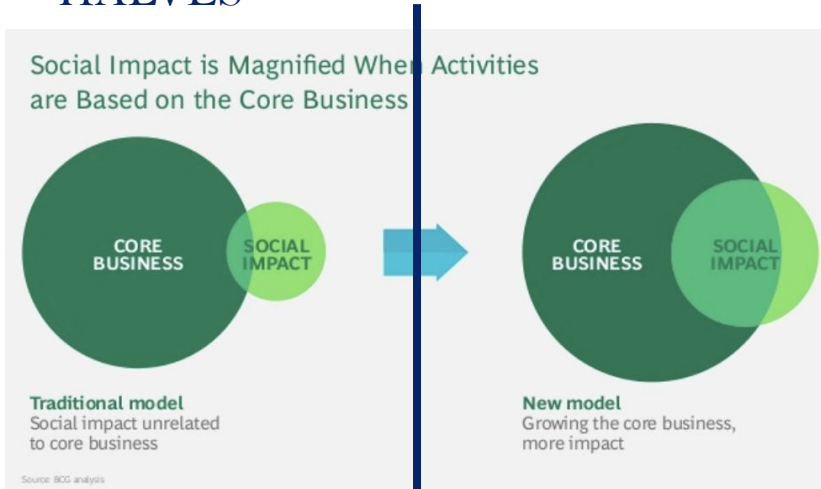 HALVES
Social Impact is Magnified When Activities
are Based on the Core Business
CORE
BUSINESS
SOCIAL
IMPACT
CORE
BUSINESS
SOCIAL
IMPACT
Traditional model
Social impact unrelated
to core business
New model
Growing the core business,
more impact
Source: BCG analysis